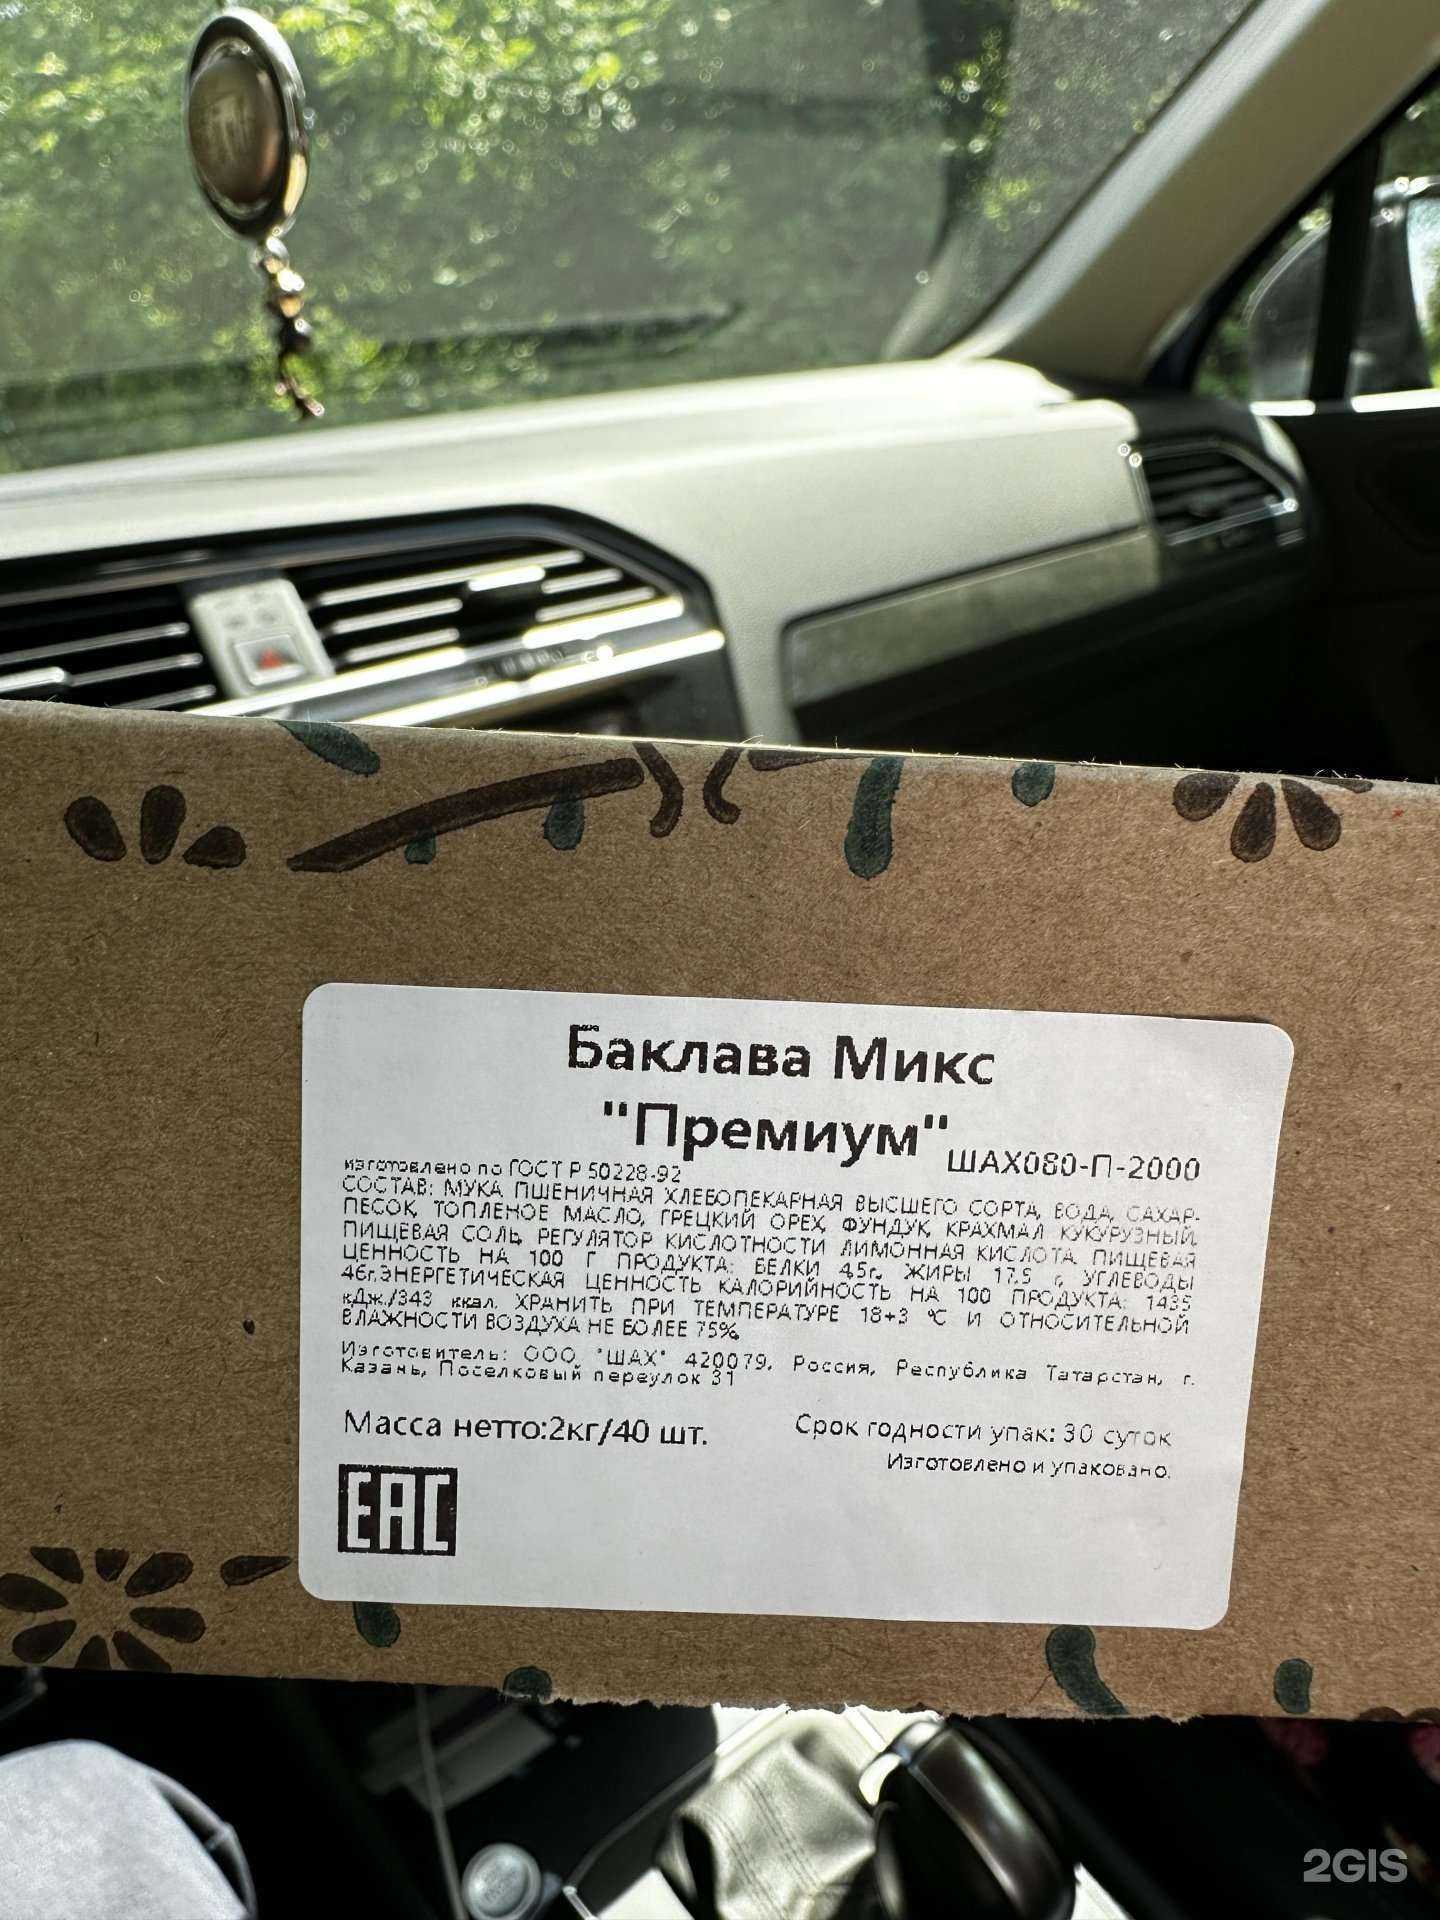 Баклава Микс
"Премиум"
ШАХ080-П-2000
изготовлено по ГОСТ Р 50228-92
СОСТАВ: МУКА ПШЕНИЧНАЯ ХЛЕБОПЕКАРНАЯ ВЫСШЕГО СОРТА, ВОДА, САХАР-
ПЕСОК, ТОПЛЕНОЕ МАСЛО, ГРЕЦКИЙ ОРЕХ, ФУНДУК, КРАХМАЛ КУКУРУЗНЫЙ,
ПИЩЕВАЯ СОЛЬ, РЕГУЛЯТОР КИСЛОТНОСТИ ЛИМОННАЯ КИСЛОТА. ПИЩЕВАЯ
ЦЕННОСТЬ НА 100 Г ПРОДУКТА: БЕЛКИ 4,5г, ЖИРЫ 17,5 г, УГЛЕВОДЫ
46г.ЭНЕРГЕТИЧЕСКАЯ ЦЕННОСТЬ КАЛОРИЙНОСТЬ НА 100 ПРОДУКТА: 1435
кДж./343 ккал. ХРАНИТЬ ПРИ ТЕМПЕРАТУРЕ 18+3 °С И ОТНОСИТЕЛЬНОЙ
ВЛАЖНОСТИ ВОЗДУХА НЕ БОЛЕЕ 75%.
Изготовитель: ООО "ШАХ" 420079, Россия, Республика Татарстан, г.
Казань, Поселковый переулок 31
Масса нетто:2кг/40 шт.
Срок годности упак: 30 суток
Изготовлено и упаковано.
EAC
2GIS